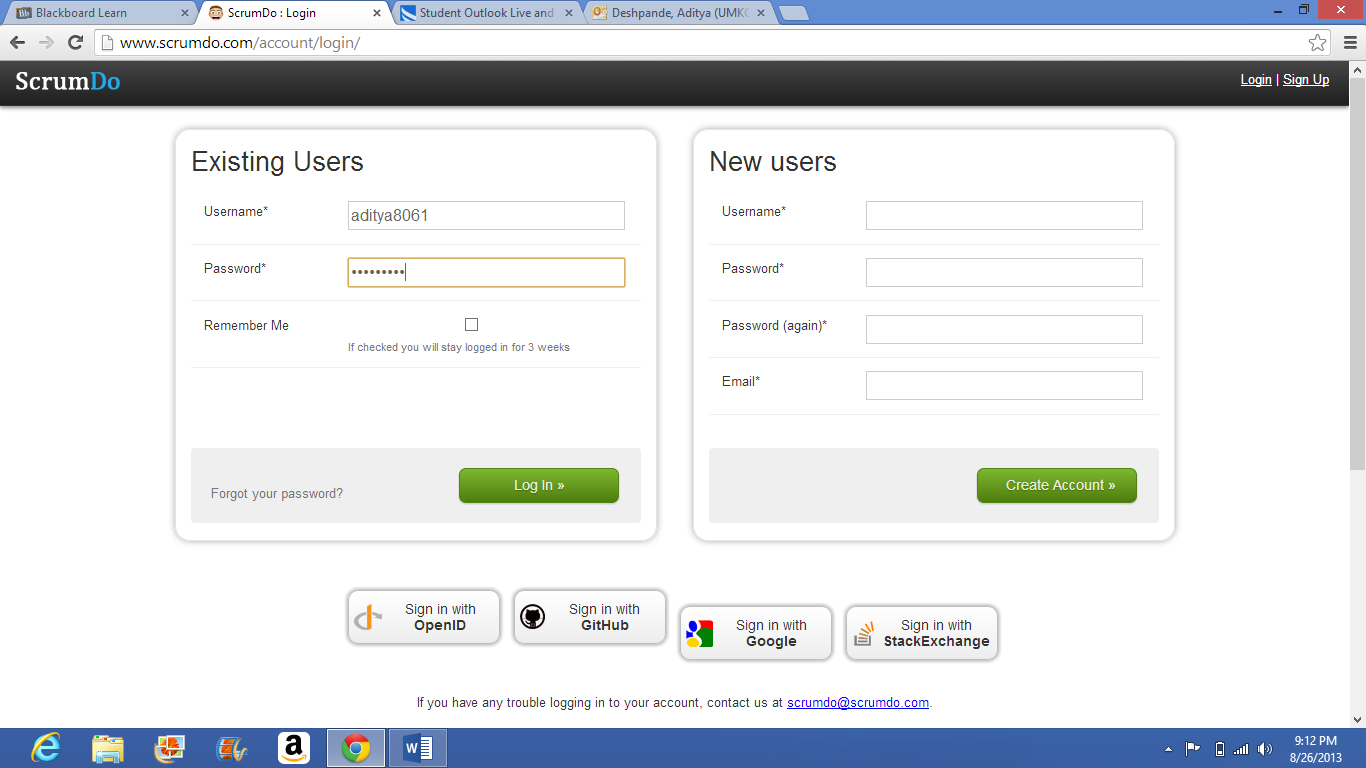 Blackboard Learn
ScrumDo : Login
Student Outlook Live and
Deshpande, Aditya (UMKC
www.scrumdo.com/account/login/
ScrumDo
Login | Sign Up
Existing Users
Username*
aditya8061
Password*
•••••••••
Remember Me
If checked you will stay logged in for 3 weeks
Forgot your password?
Log In »
New users
Username*
Password*
Password (again)*
Email*
Create Account »
Sign in with
OpenID
Sign in with
GitHub
Sign in with
Google
Sign in with
StackExchange
If you have any trouble logging in to your account, contact us at scrumdo@scrumdo.com.
9:12 PM
8/26/2013